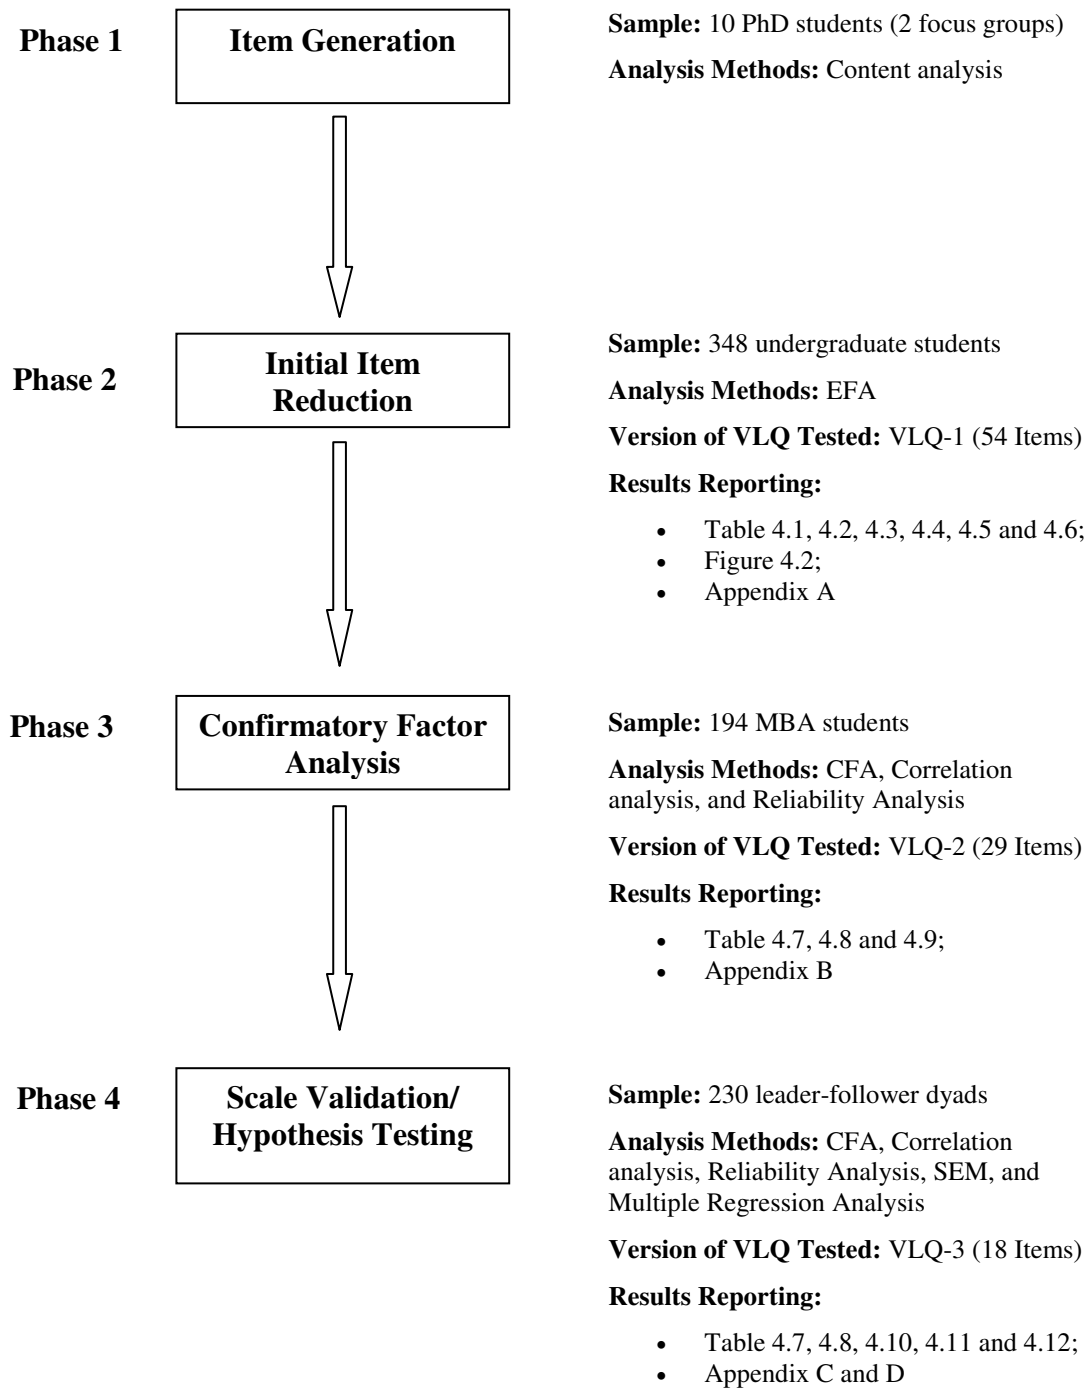 Phase 1
Item Generation
Sample: 10 PhD students (2 focus groups)
Analysis Methods: Content analysis
Phase 2
Initial Item
Reduction
Sample: 348 undergraduate students
Analysis Methods: EFA
Version of VLQ Tested: VLQ-1 (54 Items)
Results Reporting:
• Table 4.1, 4.2, 4.3, 4.4, 4.5 and 4.6;
• Figure 4.2;
• Appendix A
Phase 3
Confirmatory Factor
Analysis
Sample: 194 MBA students
Analysis Methods: CFA, Correlation
analysis, and Reliability Analysis
Version of VLQ Tested: VLQ-2 (29 Items)
Results Reporting:
• Table 4.7, 4.8 and 4.9;
• Appendix B
Phase 4
Scale Validation/
Hypothesis Testing
Sample: 230 leader-follower dyads
Analysis Methods: CFA, Correlation
analysis, Reliability Analysis, SEM, and
Multiple Regression Analysis
Version of VLQ Tested: VLQ-3 (18 Items)
Results Reporting:
• Table 4.7, 4.8, 4.10, 4.11 and 4.12;
• Appendix C and D